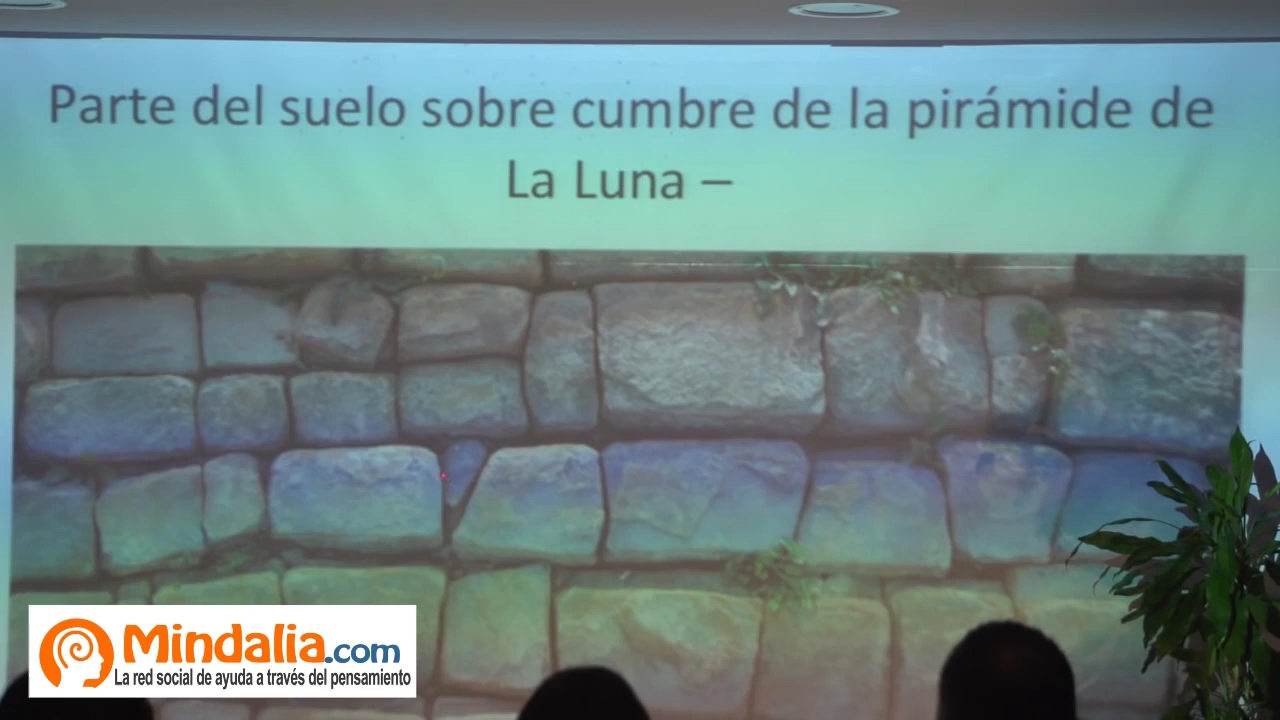 Parte del suelo sobre cumbre de la pirámide de
La Luna –
Mindalia.com
La red social de ayuda a través del pensamiento